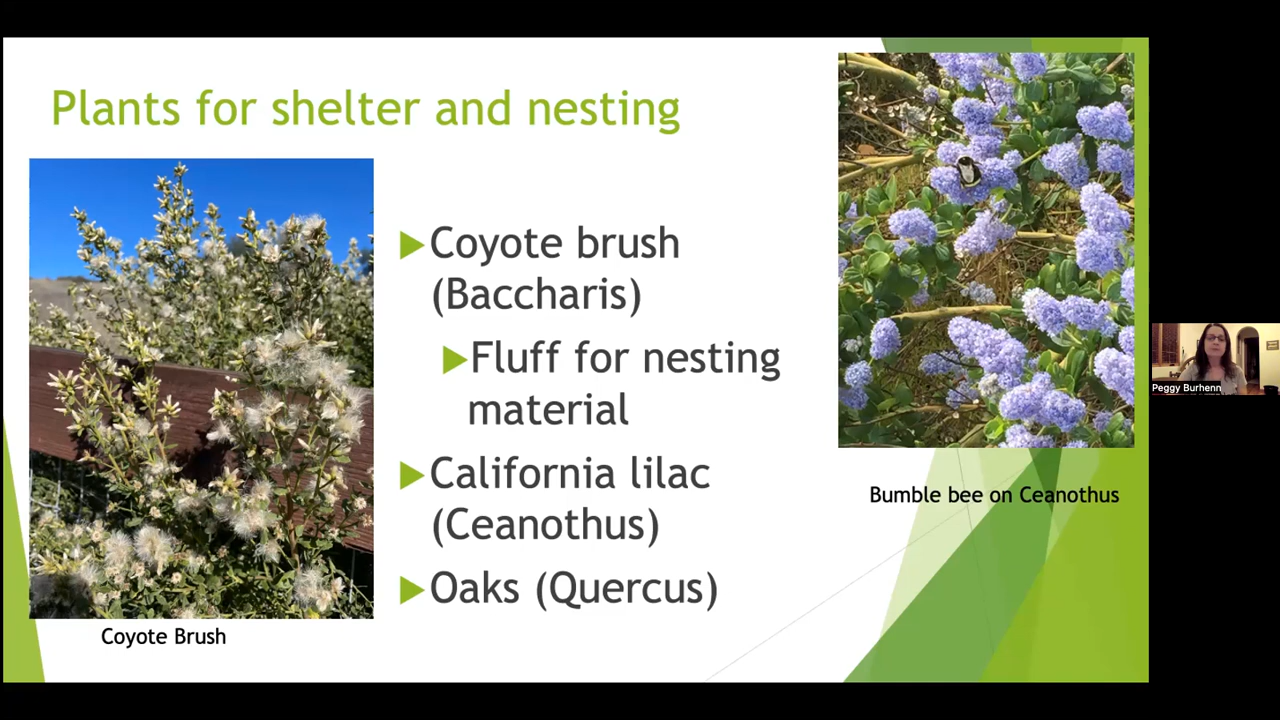 Plants for shelter and nesting
Coyote brush
(Baccharis)
Fluff for nesting
material
California lilac
(Ceanothus)
Oaks (Quercus)
Coyote Brush
Bumble bee on Ceanothus
Peggy Burhenn